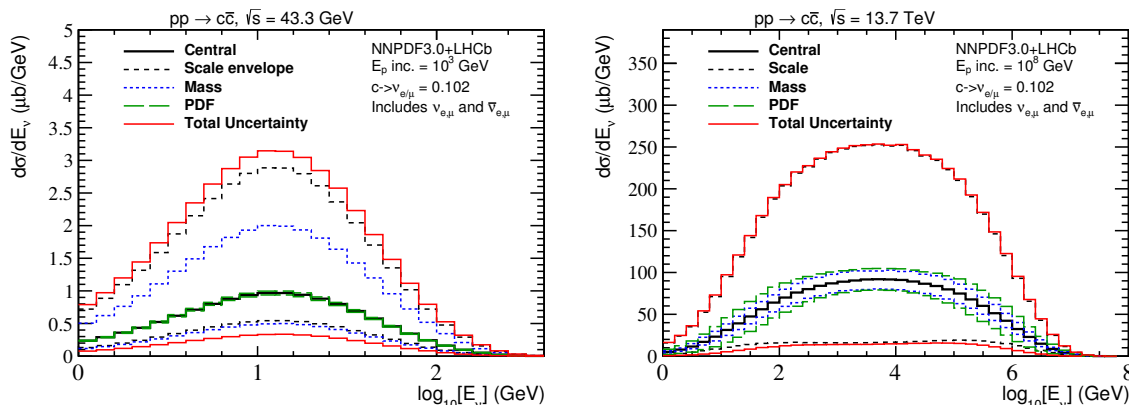 pp → cc̄, √s = 43.3 GeV
dσ/dE_ν (μb/GeV)
5
4.5
4
3.5
3
2.5
2
1.5
1
0.5
0
Central
Scale envelope
Mass
PDF
Total Uncertainty
NNPDF3.0+LHCb
E_p inc. = 10³ GeV
c->ν_e/μ = 0.102
Includes ν_e,μ and ν̄_e,μ
0 1 2
log₁₀[E_ν] (GeV)
pp → cc̄, √s = 13.7 TeV
dσ/dE_ν (μb/GeV)
350
300
250
200
150
100
50
0
Central
Scale
Mass
PDF
Total Uncertainty
NNPDF3.0+LHCb
E_p inc. = 10⁸ GeV
c->ν_e/μ = 0.102
Includes ν_e,μ and ν̄_e,μ
0 2 4 6 8
log₁₀[E_ν] (GeV)